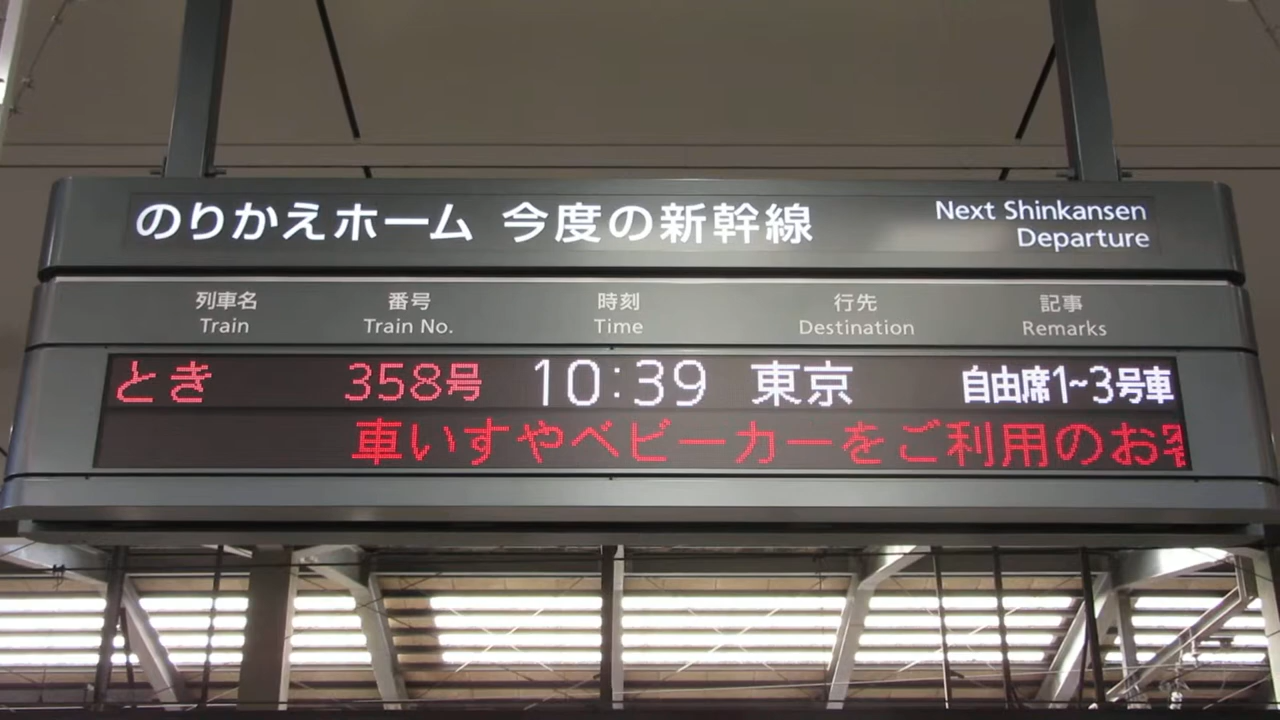 のりかえホーム 今度の新幹線 Next Shinkansen
Departure
列車名 番号 時刻 行先 記事
Train Train No. Time Destination Remarks
とき 358号 10:39 東京 自由席1~3号車
車いすやベビーカーをご利用のお客